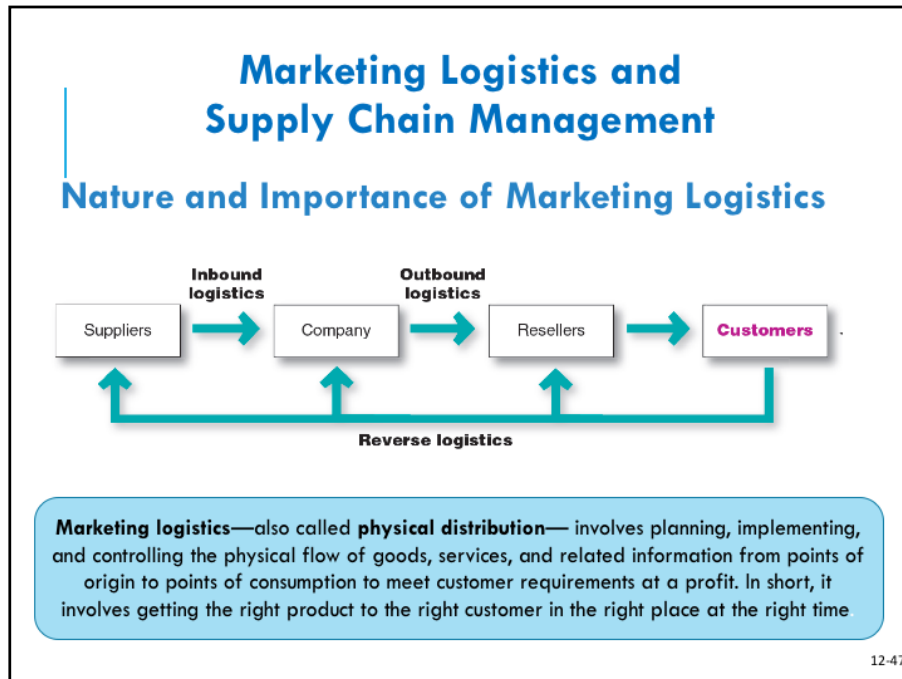 Marketing Logistics and
Supply Chain Management
Nature and Importance of Marketing Logistics
Inbound
logistics
Outbound
logistics
Suppliers
Company
Resellers
Customers
.
Reverse logistics
Marketing logistics—also called physical distribution— involves planning, implementing,
and controlling the physical flow of goods, services, and related information from points of
origin to points of consumption to meet customer requirements at a profit. In short, it
involves getting the right product to the right customer in the right place at the right time
12-47